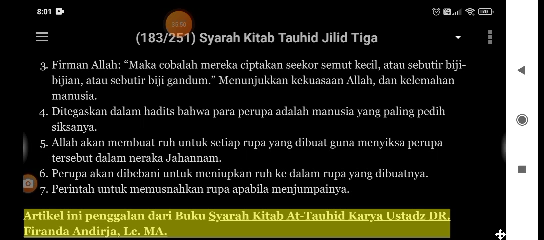 8:01
00:00
(183/251) Syarah Kitab Tauhid Jilid Tiga
3. Firman Allah: “Maka cobalah mereka ciptakan seekor semut kecil, atau sebutir biji-
bijian, atau sebutir biji gandum.” Menunjukkan kekuasaan Allah, dan kelemahan
manusia.
4. Ditegaskan dalam hadits bahwa para perupa adalah manusia yang paling pedih
siksanya.
5. Allah akan membuat ruh untuk setiap rupa yang dibuat guna menyiksa perupa
tersebut dalam neraka Jahannam.
6. Perupa akan dibebani untuk meniupkan ruh ke dalam rupa yang dibuatnya.
7. Perintah untuk memusnahkan rupa apabila menjumpainya.
Artikel ini penggalan dari Buku Syarah Kitab At-Tauhid Karya Ustadz DR.
Firanda Andirja, Lc. MA.